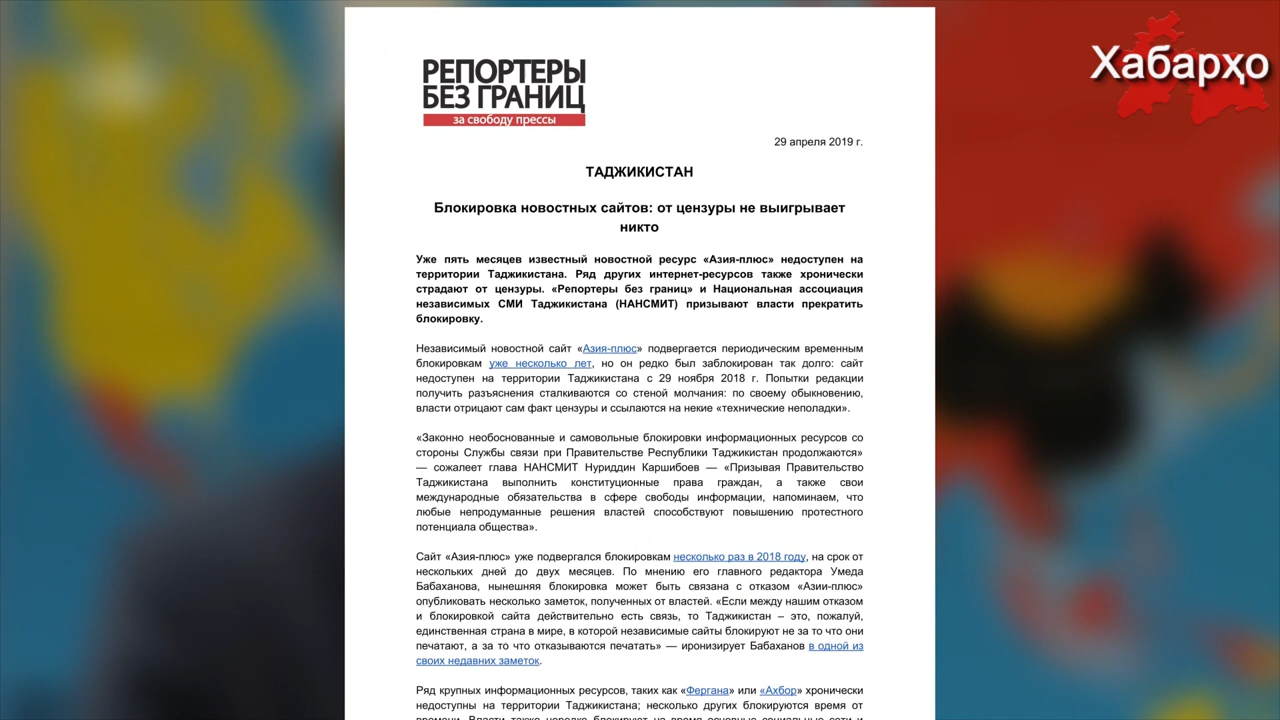 Хабарҳо
РЕПОРТЕРЫ
БЕЗ ГРАНИЦ
за свободу прессы
29 апреля 2019 г.
ТАДЖИКИСТАН
Блокировка новостных сайтов: от цензуры не выигрывает
никто
Уже пять месяцев известный новостной ресурс «Азия-плюс» недоступен на
территории Таджикистана. Ряд других интернет-ресурсов также хронически
страдают от цензуры. «Репортеры без границ» и Национальная ассоциация
независимых СМИ Таджикистана (НАНСМИТ) призывают власти прекратить
блокировку.
Независимый новостной сайт «Азия-плюс» подвергается периодическим временным
блокировкам уже несколько лет, но он редко был заблокирован так долго: сайт
недоступен на территории Таджикистана с 29 ноября 2018 г. Попытки редакции
получить разъяснения сталкиваются со стеной молчания: по своему обыкновению,
власти отрицают сам факт цензуры и ссылаются на некие «технические неполадки».
«Законно необоснованные и самовольные блокировки информационных ресурсов со
стороны Службы связи при Правительстве Республики Таджикистан продолжаются»
— сожалеет глава НАНСМИТ Нуриддин Каршибоев — «Призывая Правительство
Таджикистана выполнить конституционные права граждан, а также свои
международные обязательства в сфере свободы информации, напоминаем, что
любые непродуманные решения властей способствуют повышению протестного
потенциала общества».
Сайт «Азия-плюс» уже подвергался блокировкам несколько раз в 2018 году, на срок от
нескольких дней до двух месяцев. По мнению его главного редактора Умеда
Бабаханова, нынешняя блокировка может быть связана с отказом «Азии-плюс»
опубликовать несколько заметок, полученных от властей. «Если между нашим отказом
и блокировкой сайта действительно есть связь, то Таджикистан – это, пожалуй,
единственная страна в мире, в которой независимые сайты блокируют не за то что они
печатают, а за то что отказываются печатать» — иронизирует Бабаханов в одной из
своих недавних заметок.
Ряд крупных информационных ресурсов, таких как «Фергана» или «Ахбор» хронически
недоступны на территории Таджикистана; несколько других блокируются время от
времени. Власти также нередко блокируют на время основные социальные сети и